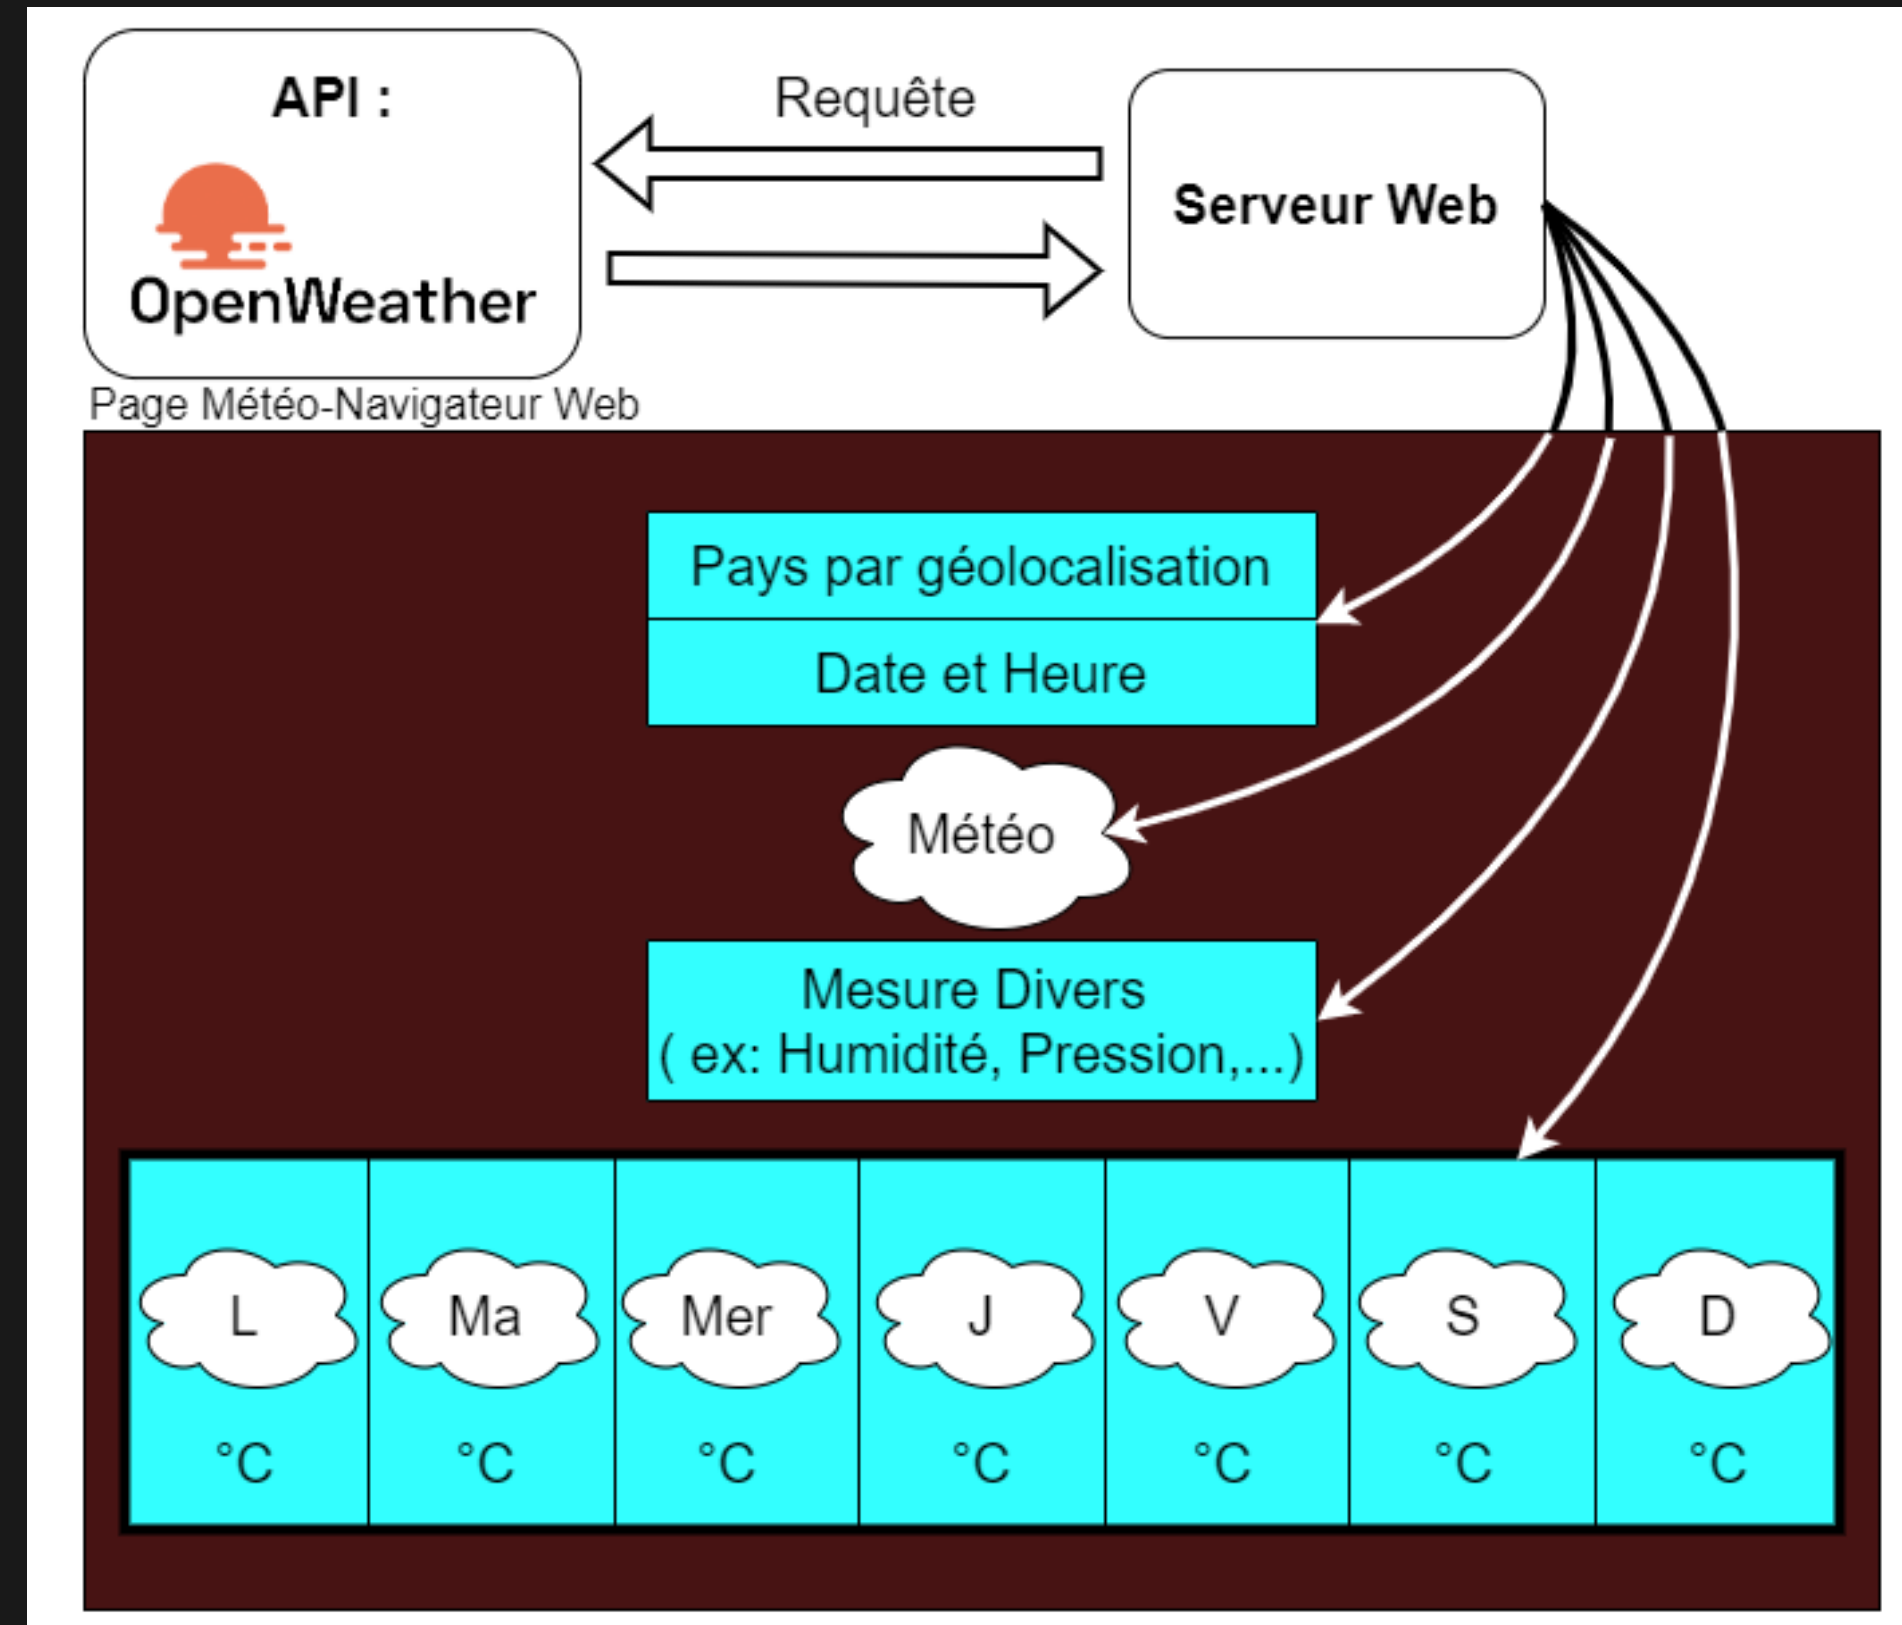 API :
OpenWeather
Requête
Serveur Web
Page Météo-Navigateur Web
Pays par géolocalisation
Date et Heure
Météo
Mesure Divers
( ex: Humidité, Pression,...)
L Ma Mer J V S D
°C °C °C °C °C °C °C